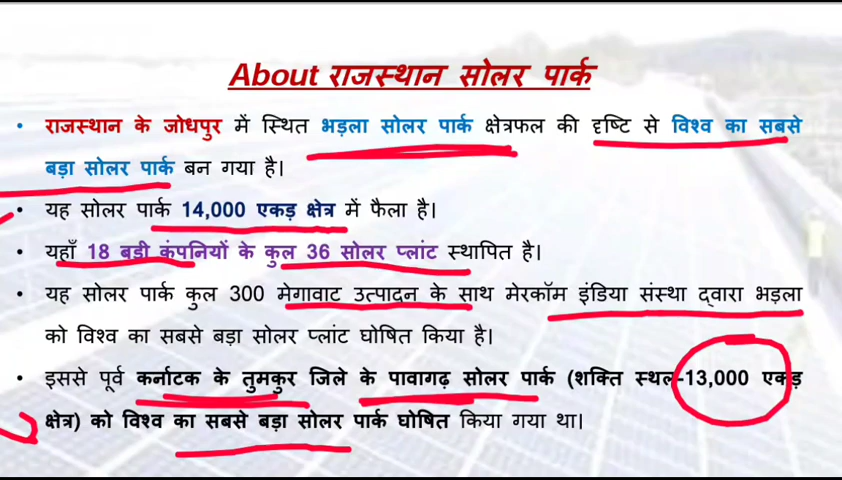 About राजस्थान सोलर पार्क
• राजस्थान के जोधपुर में स्थित भड़ला सोलर पार्क क्षेत्रफल की दृष्टि से विश्व का सबसे
बड़ा सोलर पार्क बन गया है।
• यह सोलर पार्क 14,000 एकड़ क्षेत्र में फैला है।
• यहाँ 18 बड़ी कंपनियों के कुल 36 सोलर प्लांट स्थापित है।
• यह सोलर पार्क कुल 300 मेगावाट उत्पादन के साथ मेरकॉम इंडिया संस्था द्वारा भड़ला
को विश्व का सबसे बड़ा सोलर प्लांट घोषित किया है।
• इससे पूर्व कर्नाटक के तुमकुर जिले के पावागढ़ सोलर पार्क (शक्ति स्थल-13,000 एकड़
क्षेत्र) को विश्व का सबसे बड़ा सोलर पार्क घोषित किया गया था।